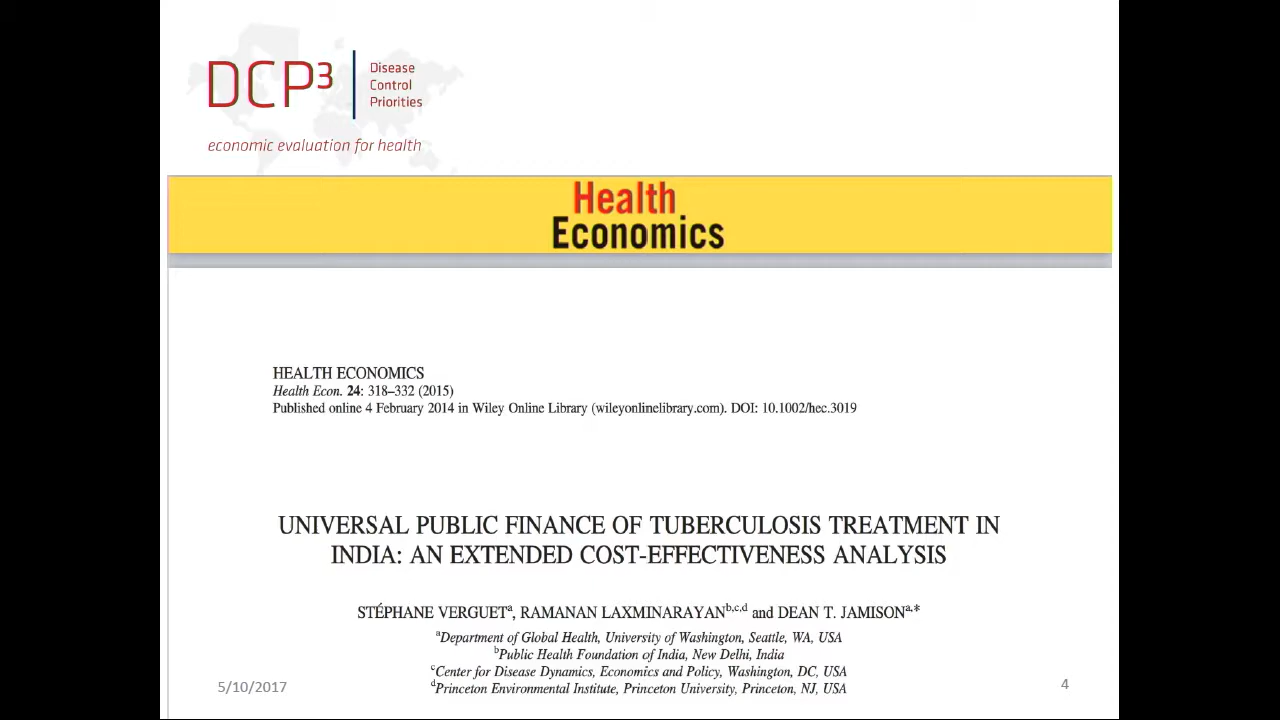 DCP³
Disease
Control
Priorities
economic evaluation for health
Health
Economics
HEALTH ECONOMICS
Health Econ. 24: 318–332 (2015)
Published online 4 February 2014 in Wiley Online Library (wileyonlinelibrary.com). DOI: 10.1002/hec.3019
UNIVERSAL PUBLIC FINANCE OF TUBERCULOSIS TREATMENT IN
INDIA: AN EXTENDED COST-EFFECTIVENESS ANALYSIS
STÉPHANE VERGUETᵃ, RAMANAN LAXMINARAYANᵇ,ᶜ,ᵈ and DEAN T. JAMISONᵃ,*
ᵃDepartment of Global Health, University of Washington, Seattle, WA, USA
ᵇPublic Health Foundation of India, New Delhi, India
ᶜCenter for Disease Dynamics, Economics and Policy, Washington, DC, USA
ᵈPrinceton Environmental Institute, Princeton University, Princeton, NJ, USA
5/10/2017
4